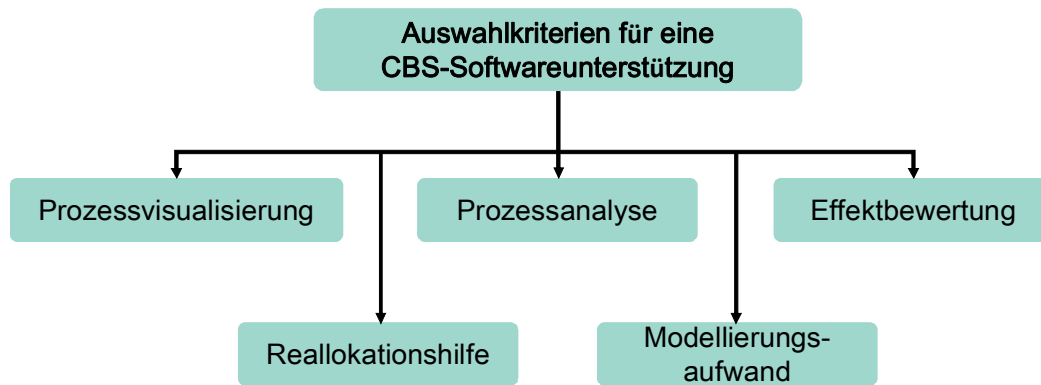 Auswahlkriterien für eine
CBS-Softwareunterstützung
Prozessvisualisierung
Prozessanalyse
Effektbewertung
Reallokationshilfe
Modellierungs-
aufwand